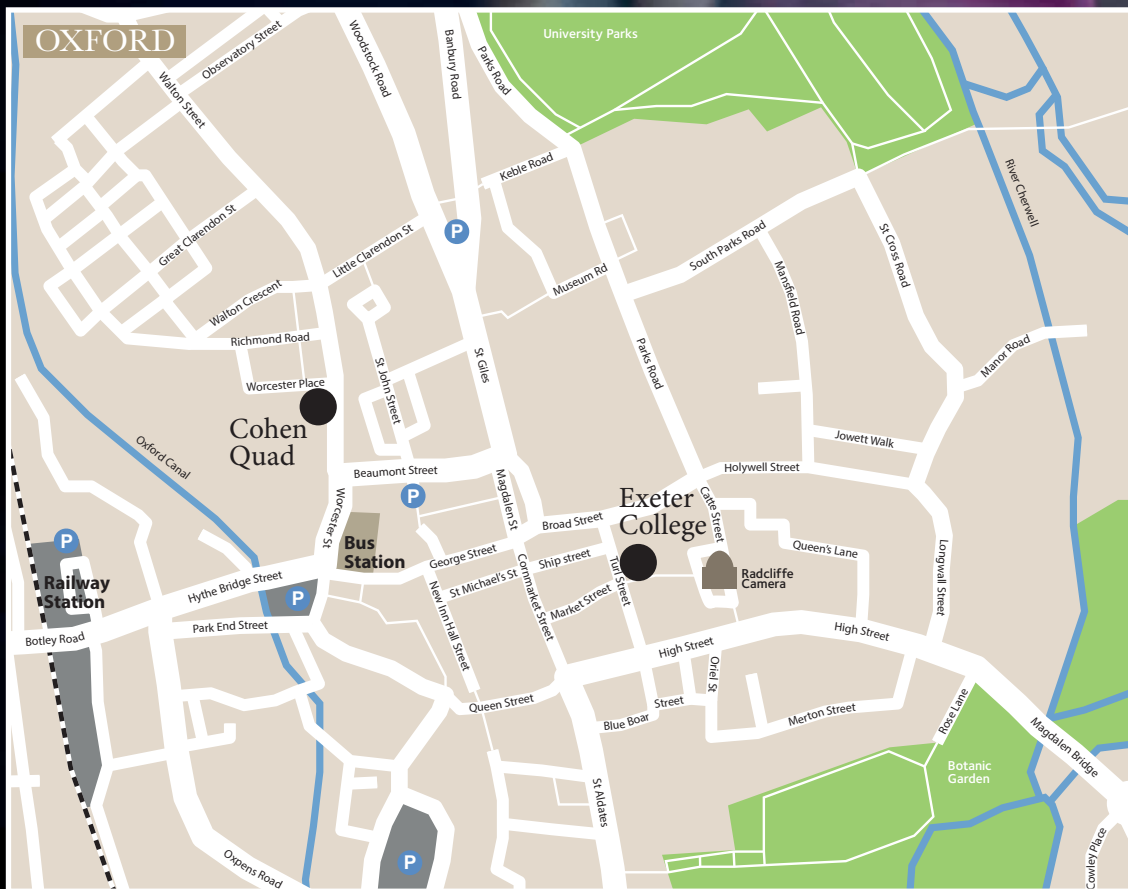 OXFORD
University Parks
Observatory Street
Walton Street
Woodstock Road
Banbury Road
Parks Road
Keble Road
River Cherwell
P
Great Clarendon St
Little Clarendon St
South Parks Road
St Cross Road
Museum Rd
Mansfield Road
Walton Crescent
Richmond Road
St Giles
Parks Road
Manor Road
Worcester Place
St John Street
Cohen
Quad
Oxford Canal
Jowett Walk
Beaumont Street
Holywell Street
P
Magdalen St
Worcester St
Exeter
College
Catte Street
Broad Street
P
Bus
Station
George Street
Ship street
Queen's Lane
Longwall Street
Railway
Station
St Michael's St
Turl Street
Radcliffe
Camera
Hythe Bridge Street
P
New Inn Hall Street
Cornmarket Street
Market Street
Botley Road
Park End Street
High Street
High Street
Oriel St
Queen Street
Blue Boar
Street
Merton Street
Rose Lane
Magdalen Bridge
Botanic
Garden
St Aldates
Oxpens Road
P
Cowley Place